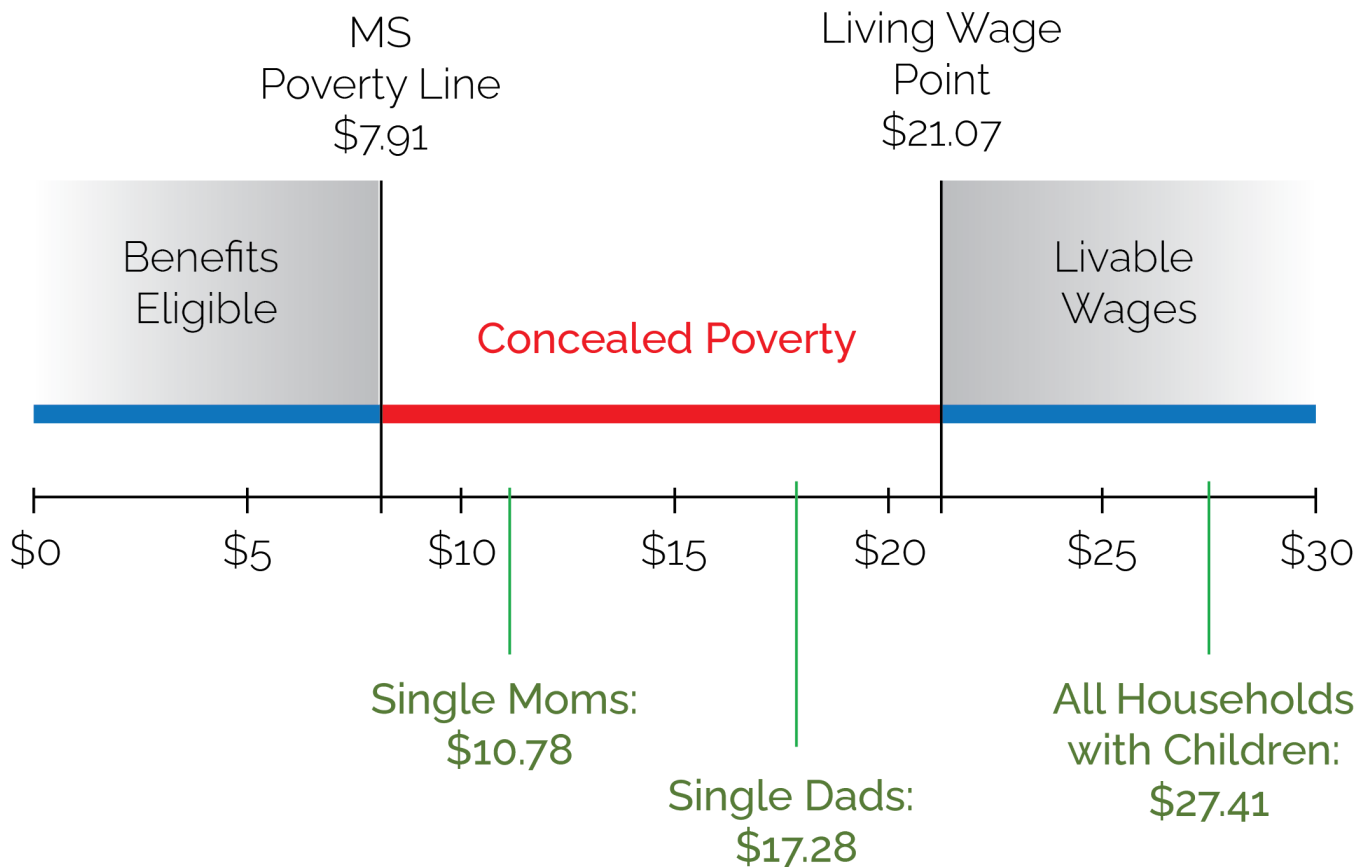 MS
Poverty Line
$7.91
Living Wage
Point
$21.07
Benefits
Eligible
Livable
Wages
Concealed Poverty
$0
$5
$10
$15
$20
$25
$30
Single Moms:
$10.78
Single Dads:
$17.28
All Households
with Children:
$27.41